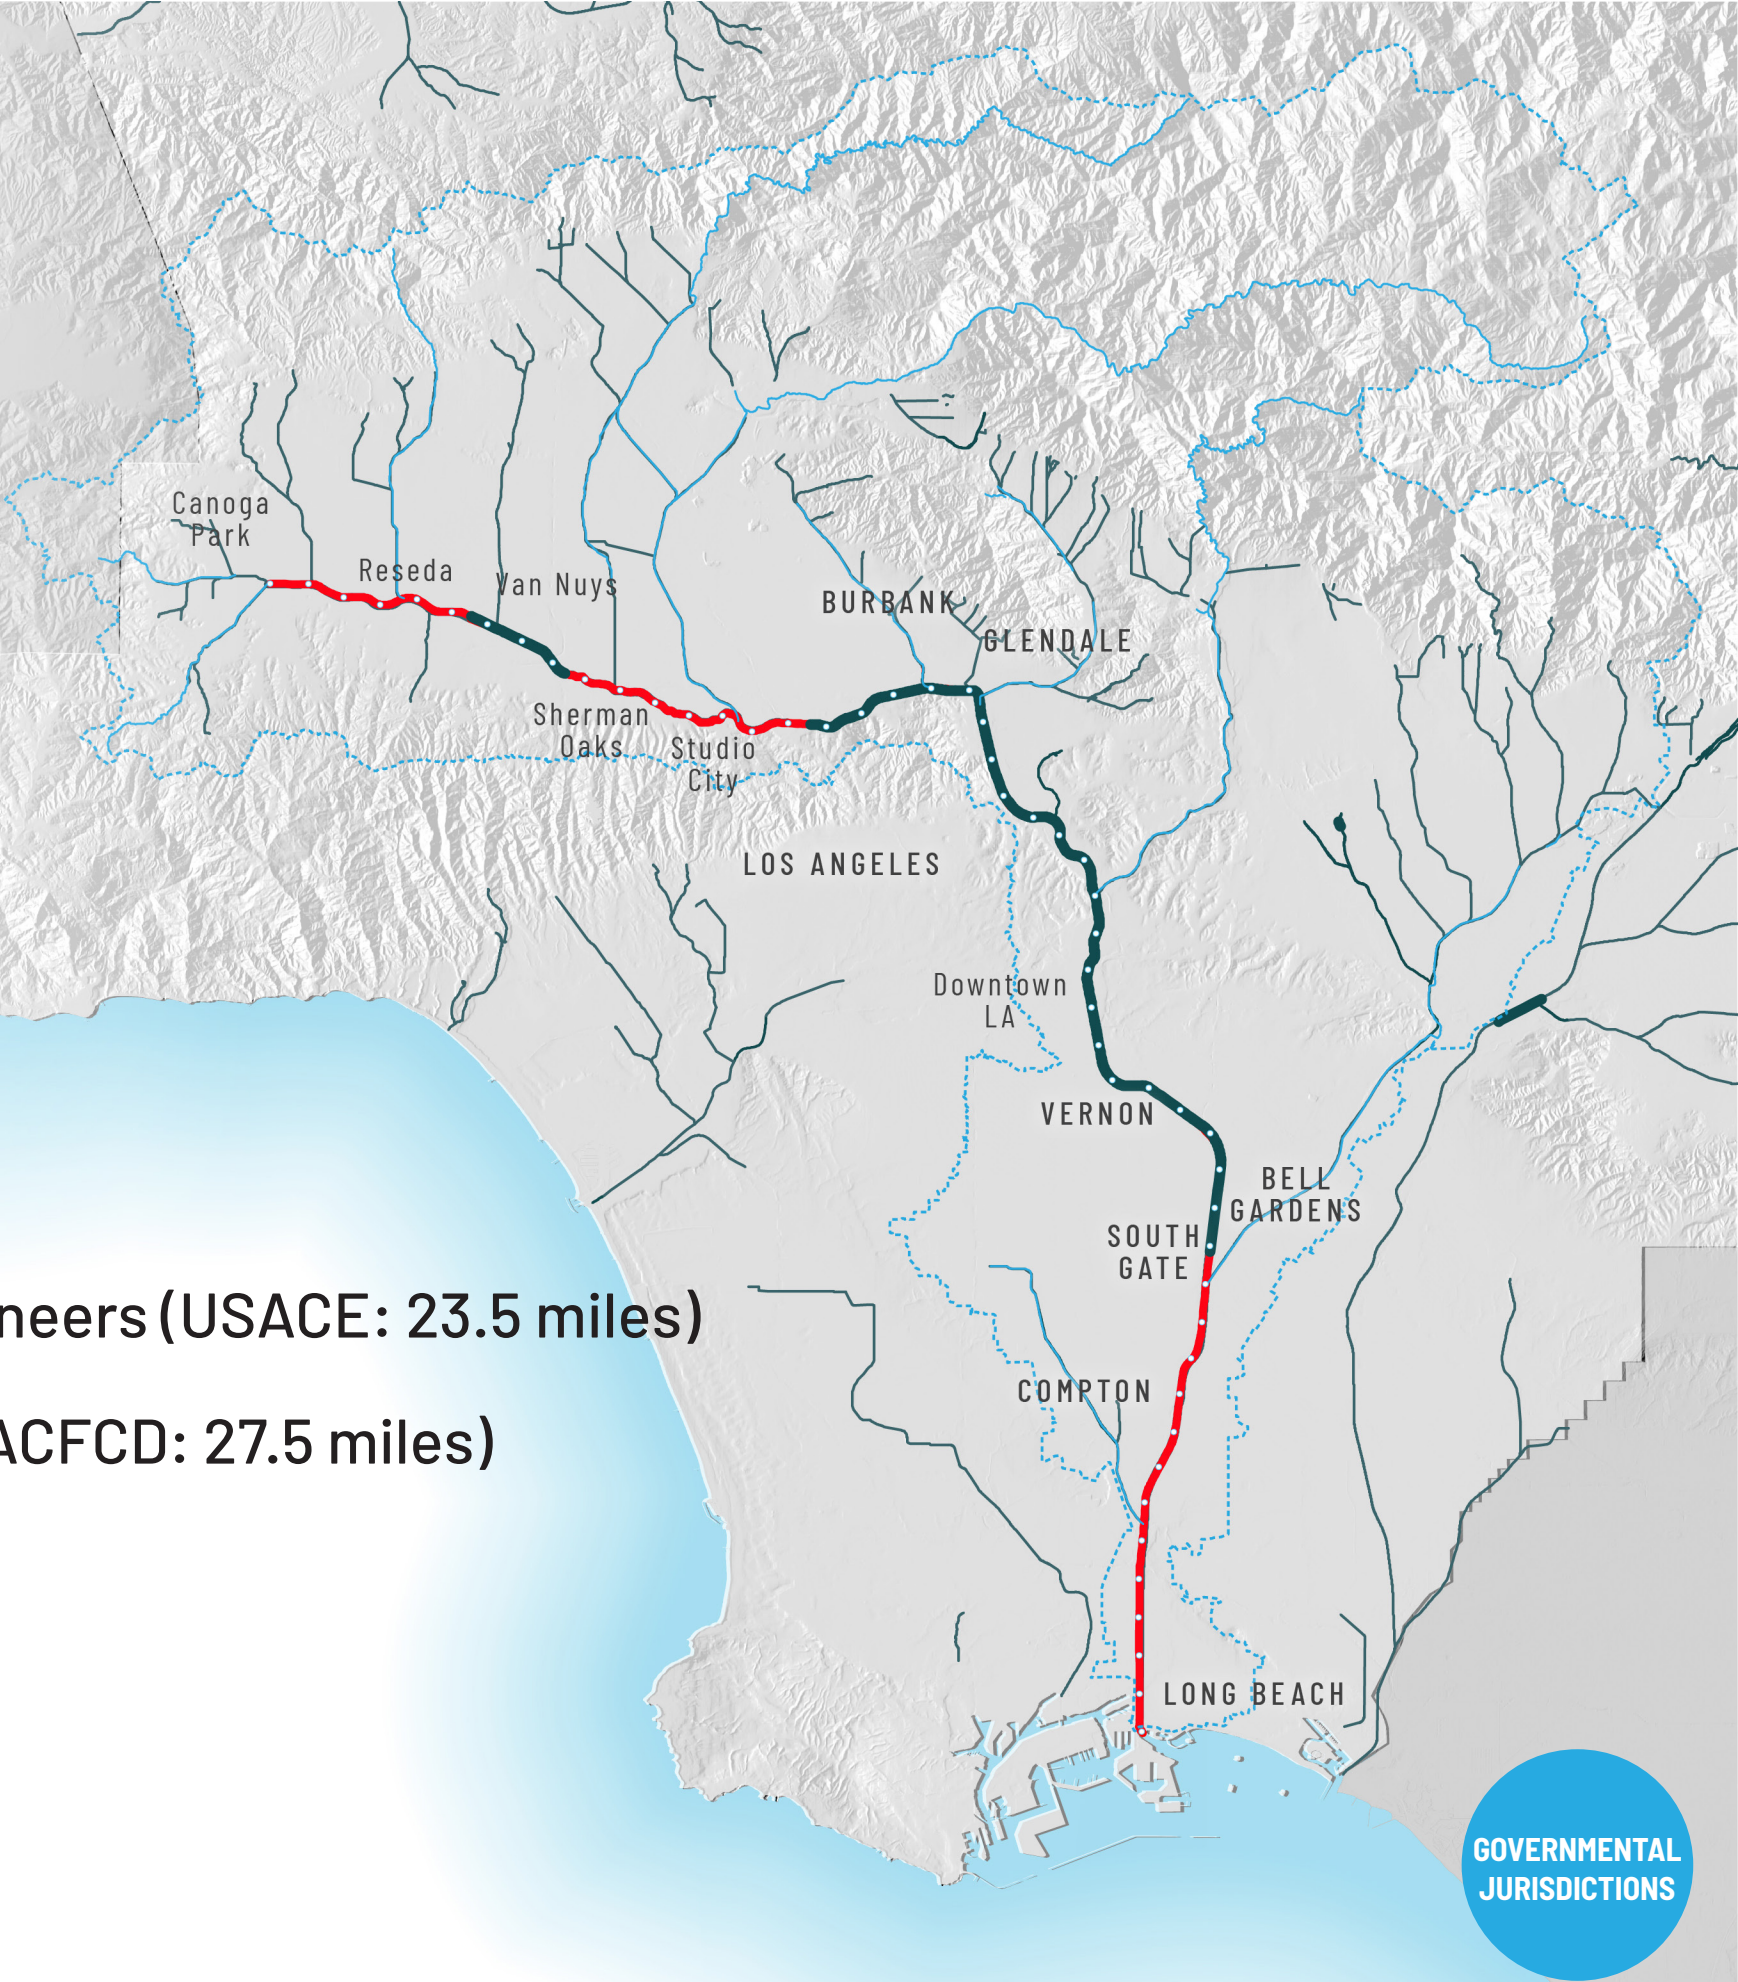 Canoga
Park
Reseda
Van Nuys
BURBANK
GLENDALE
Sherman
Oaks
Studio
City
LOS ANGELES
Downtown
LA
VERNON
BELL
GARDENS
SOUTH
GATE
neers (USACE: 23.5 miles)
COMPTON
ACFCD: 27.5 miles)
LONG BEACH
GOVERNMENTAL
JURISDICTIONS